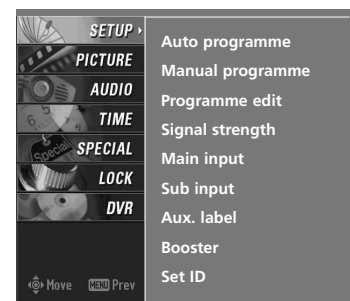 SETUP
PICTURE
AUDIO
TIME
SPECIAL
LOCK
DVR
Move MENU Prev
Auto programme
Manual programme
Programme edit
Signal strength
Main input
Sub input
Aux. label
Booster
Set ID